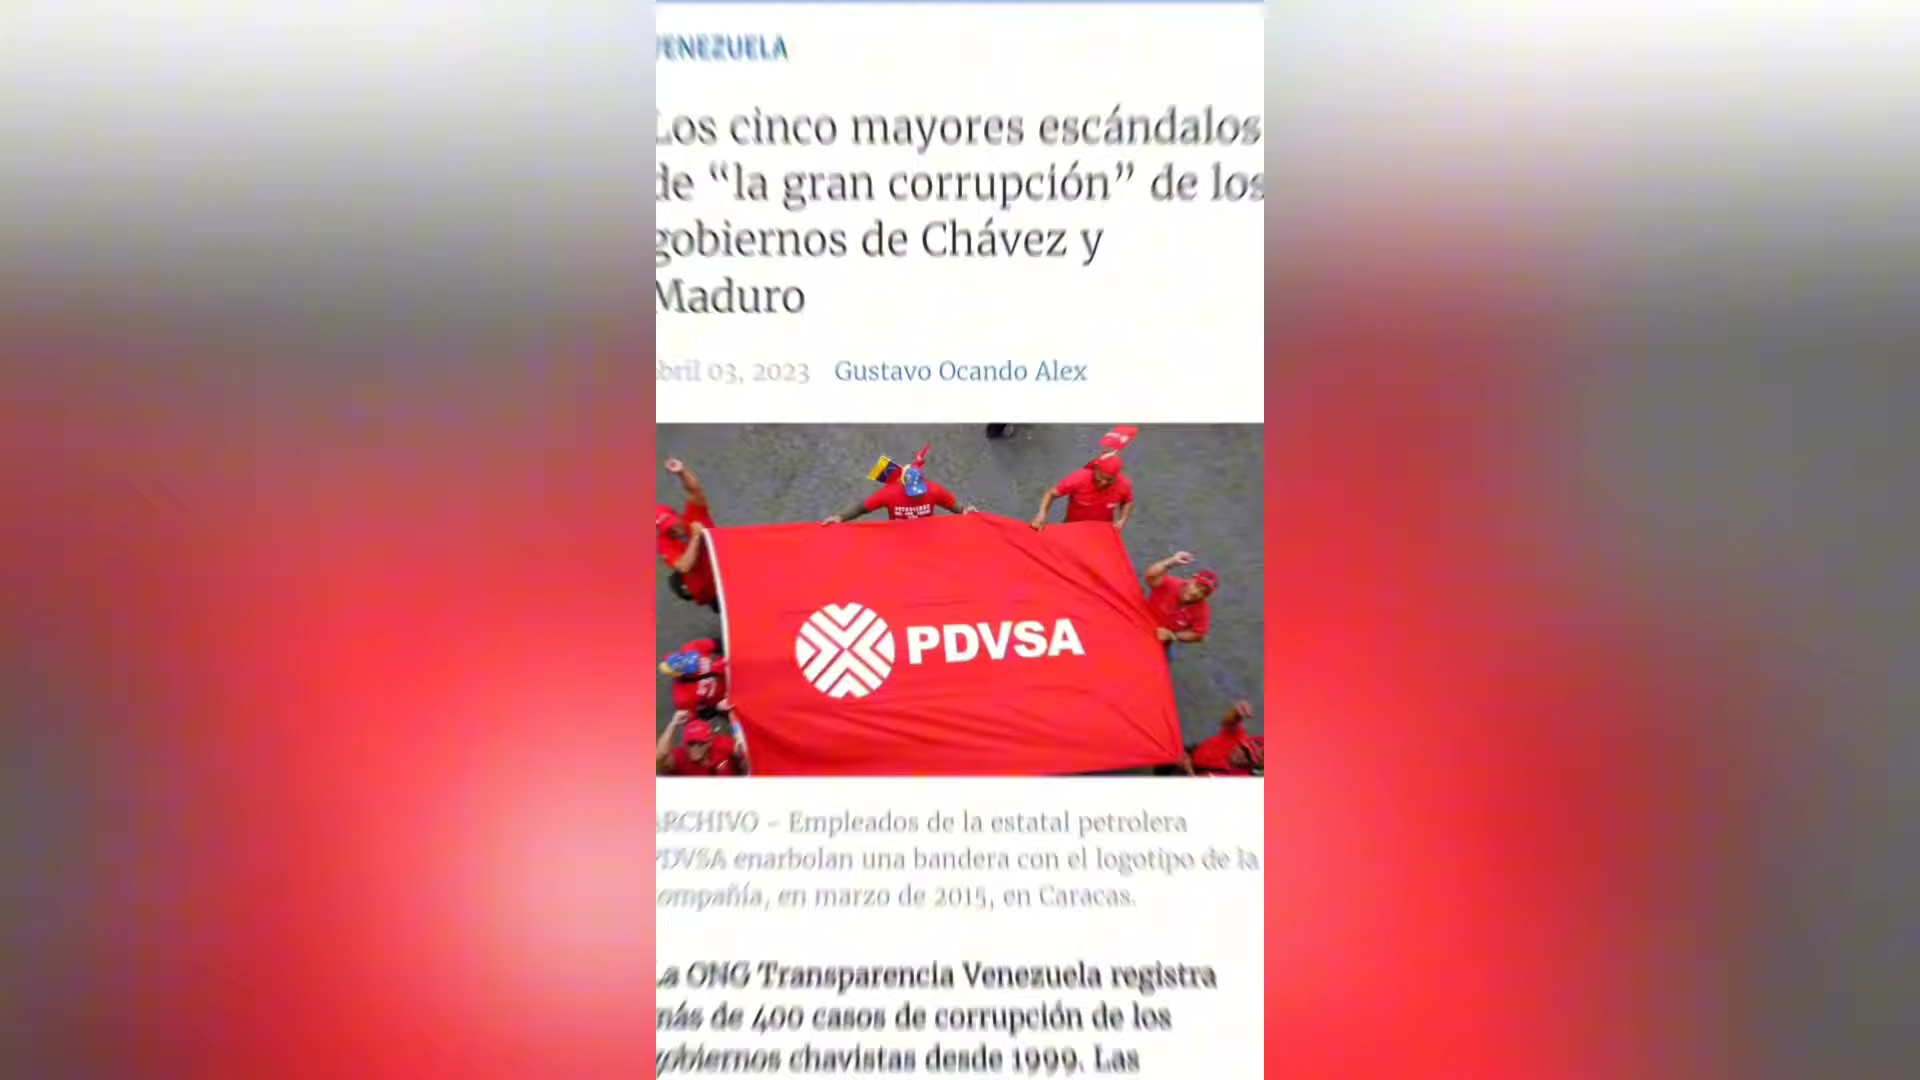 VENEZUELA
Los cinco mayores escándalos
de “la gran corrupción” de los
gobiernos de Chávez y
Maduro
abril 03, 2023 Gustavo Ocando Alex
PDVSA
ARCHIVO - Empleados de la estatal petrolera
PDVSA enarbolan una bandera con el logotipo de la
compañía, en marzo de 2015, en Caracas.
La ONG Transparencia Venezuela registra
más de 400 casos de corrupción de los
gobiernos chavistas desde 1999. Las